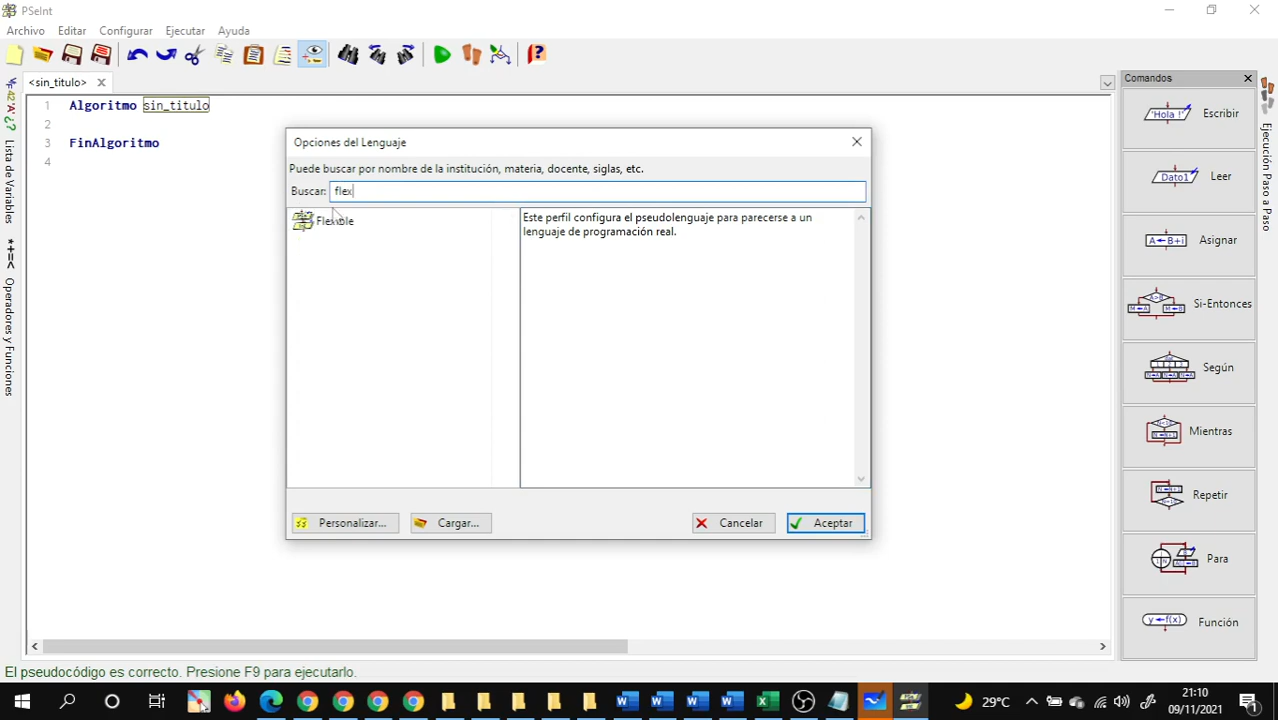 PSeInt
Archivo Editar Configurar Ejecutar Ayuda
<sin_titulo>
Comandos
1 Algoritmo sin_titulo
2
3 FinAlgoritmo
4
Lista de Variables
Operadores y Funciones
Opciones del Lenguaje
Puede buscar por nombre de la institución, materia, docente, siglas, etc.
Buscar: flex
Flexible
Este perfil configura el pseudolenguaje para parecerse a un
lenguaje de programación real.
Personalizar... Cargar... Cancelar Aceptar
'Hola !' Escribir
Dato1 Leer
A←B+i Asignar
Si-Entonces
Según
Mientras
Repetir
Para
y←f(x) Función
Ejecución Paso a Paso
El pseudocódigo es correcto. Presione F9 para ejecutarlo.
29°C
21:10
09/11/2021